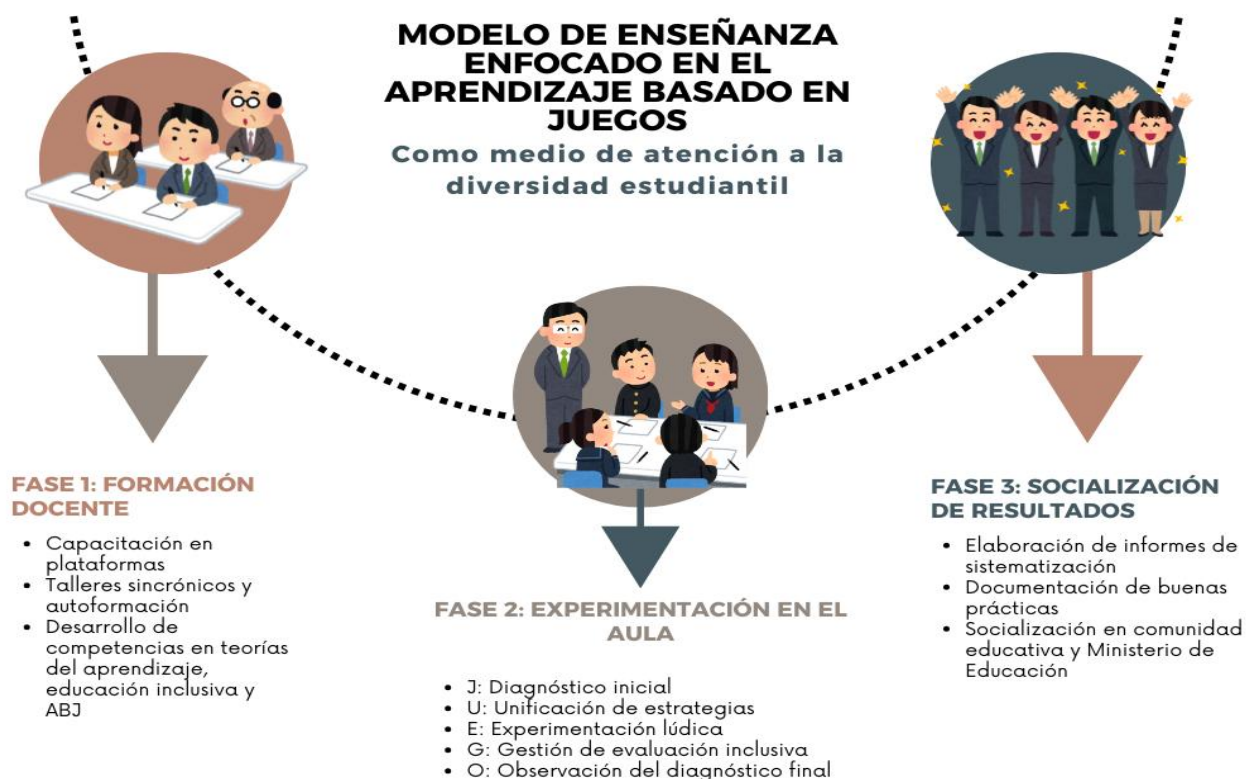 MODELO DE ENSEÑANZA
ENFOCADO EN EL
APRENDIZAJE BASADO EN
JUEGOS
Como medio de atención a la
diversidad estudiantil
FASE 1: FORMACIÓN
DOCENTE
• Capacitación en
plataformas
• Talleres sincrónicos y
autoformación
• Desarrollo de
competencias en teorías
del aprendizaje,
educación inclusiva y
ABJ
FASE 2: EXPERIMENTACIÓN EN EL
AULA
• J: Diagnóstico inicial
• U: Unificación de estrategias
• E: Experimentación lúdica
• G: Gestión de evaluación inclusiva
• O: Observación del diagnóstico final
FASE 3: SOCIALIZACIÓN
DE RESULTADOS
• Elaboración de informes de
sistematización
• Documentación de buenas
prácticas
• Socialización en comunidad
educativa y Ministerio de
Educación